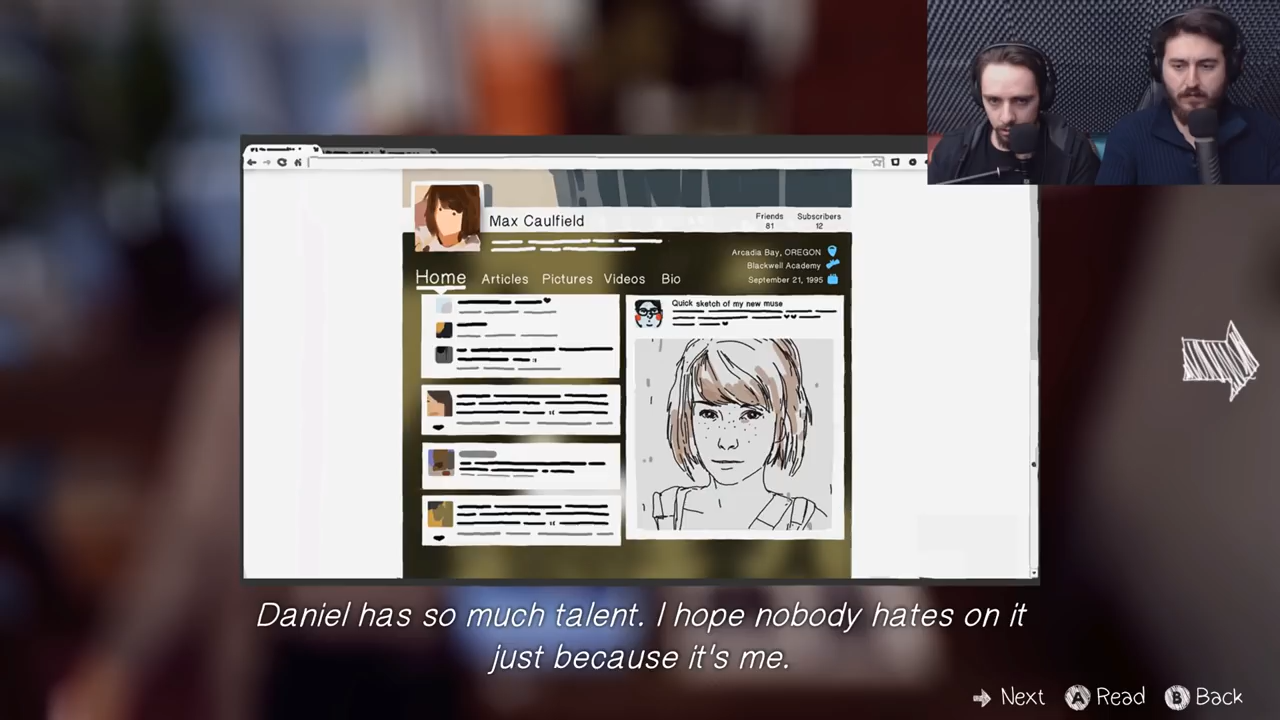 Max Caulfield
Friends
81
Subscribers
12
Arcadia Bay, OREGON
Blackwell Academy
September 21, 1995
Home Articles Pictures Videos Bio
Quick sketch of my new muse
Daniel has so much talent. I hope nobody hates on it
just because it's me.
Next A Read B Back